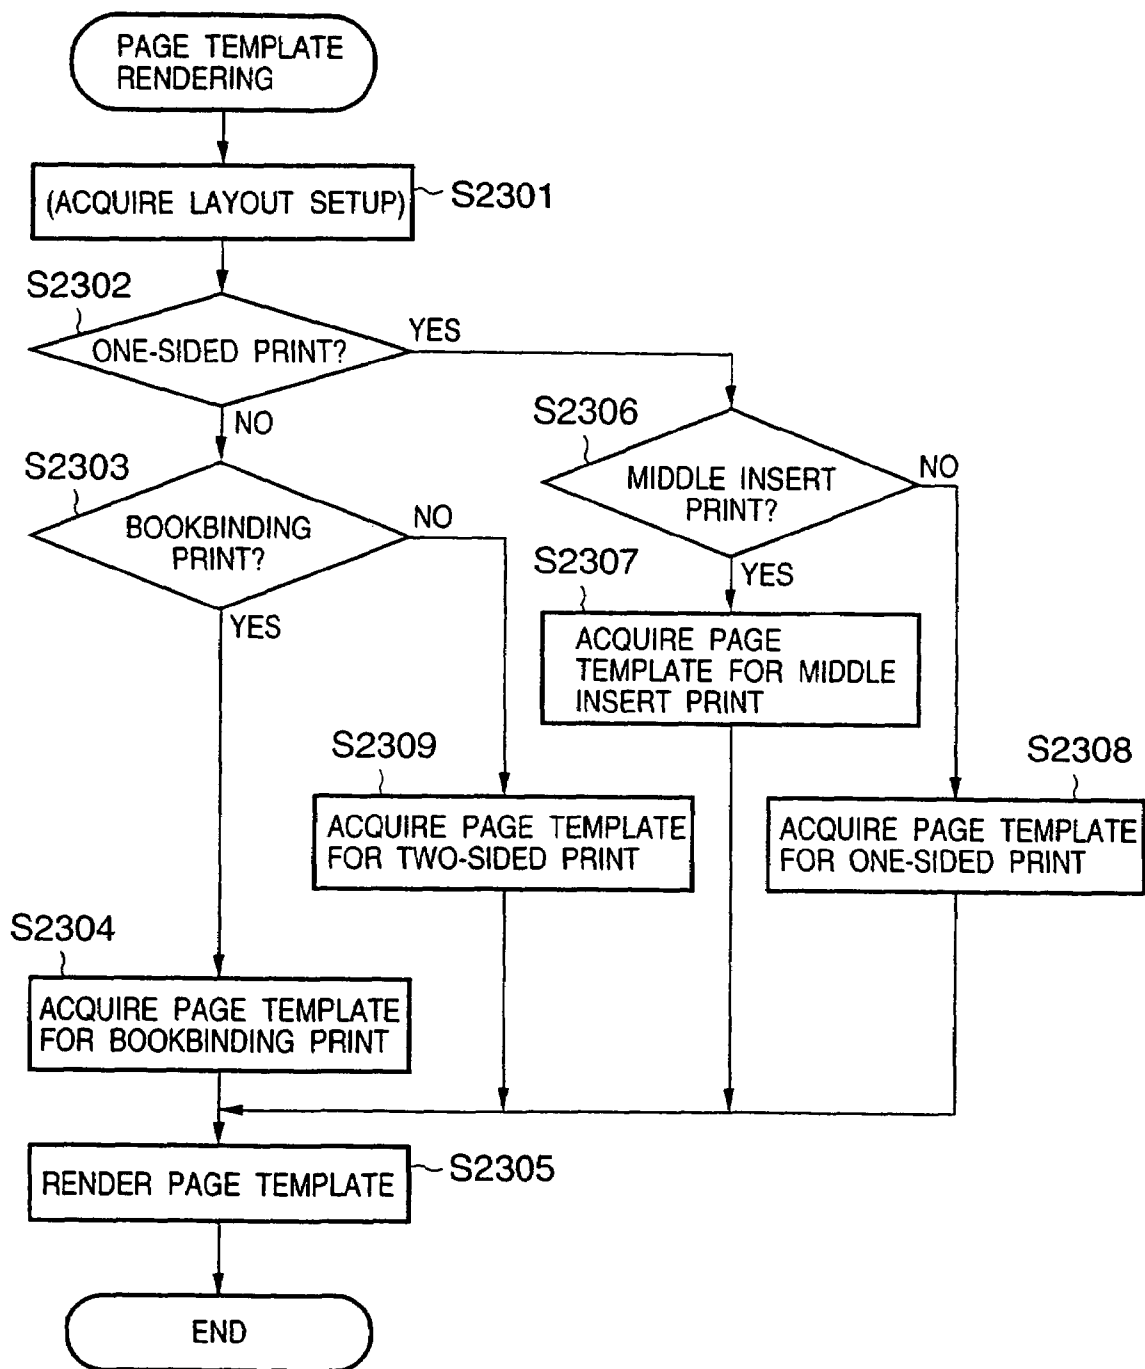 PAGE TEMPLATE
RENDERING
(ACQUIRE LAYOUT SETUP)
S2301
S2302
ONE-SIDED PRINT?
YES
NO
S2303
BOOKBINDING
PRINT?
NO
YES
S2306
MIDDLE INSERT
PRINT?
NO
YES
S2307
ACQUIRE PAGE
TEMPLATE FOR MIDDLE
INSERT PRINT
S2309
ACQUIRE PAGE TEMPLATE
FOR TWO-SIDED PRINT
S2308
ACQUIRE PAGE TEMPLATE
FOR ONE-SIDED PRINT
S2304
ACQUIRE PAGE TEMPLATE
FOR BOOKBINDING PRINT
RENDER PAGE TEMPLATE
S2305
END